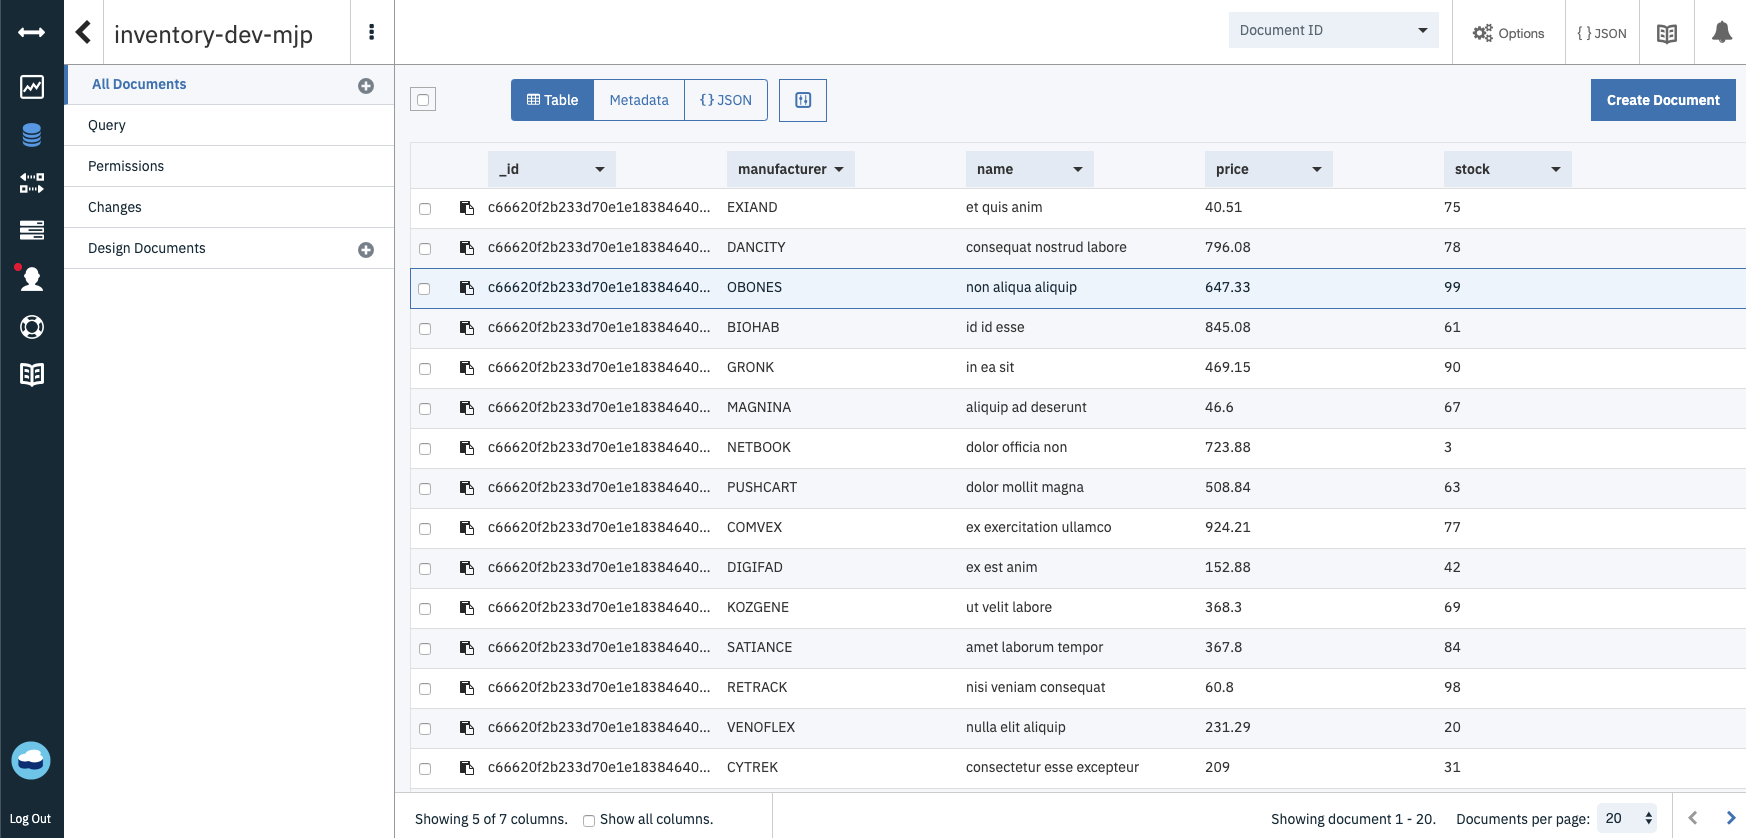 inventory-dev-mjp
Document ID
Options
{ } JSON
All Documents
Query
Permissions
Changes
Design Documents
Log Out
Table
Metadata
{ } JSON
Create Document
_id manufacturer name price stock
c66620f2b233d70e1e18384640... EXIAND et quis anim 40.51 75
c66620f2b233d70e1e18384640... DANCITY consequat nostrud labore 796.08 78
c66620f2b233d70e1e18384640... OBONES non aliqua aliquip 647.33 99
c66620f2b233d70e1e18384640... BIOHAB id id esse 845.08 61
c66620f2b233d70e1e18384640... GRONK in ea sit 469.15 90
c66620f2b233d70e1e18384640... MAGNINA aliquip ad deserunt 46.6 67
c66620f2b233d70e1e18384640... NETBOOK dolor officia non 723.88 3
c66620f2b233d70e1e18384640... PUSHCART dolor mollit magna 508.84 63
c66620f2b233d70e1e18384640... COMVEX ex exercitation ullamco 924.21 77
c66620f2b233d70e1e18384640... DIGIFAD ex est anim 152.88 42
c66620f2b233d70e1e18384640... KOZGENE ut velit labore 368.3 69
c66620f2b233d70e1e18384640... SATIANCE amet laborum tempor 367.8 84
c66620f2b233d70e1e18384640... RETRACK nisi veniam consequat 60.8 98
c66620f2b233d70e1e18384640... VENOFLEX nulla elit aliquip 231.29 20
c66620f2b233d70e1e18384640... CYTREK consectetur esse excepteur 209 31
Showing 5 of 7 columns. Show all columns. Showing document 1 - 20. Documents per page: 20